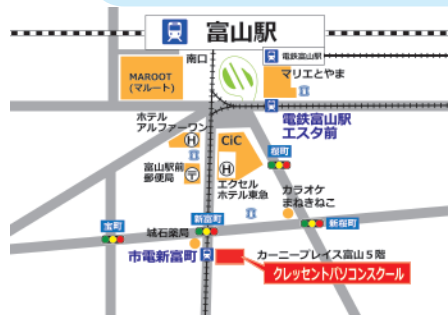 富山駅
南口
電鉄富山駅
MAROOT
(マルート)
マリエとやま
ホテル
アルファーワン
電鉄富山駅
エスタ前
CiC
桜町
富山駅前
郵便局
エクセル
ホテル東急
カラオケ
まねきねこ
宝町
城石薬局
新富町
新桜町
市電新富町
カーニープレイス富山5階
クレッセントパソコンスクール